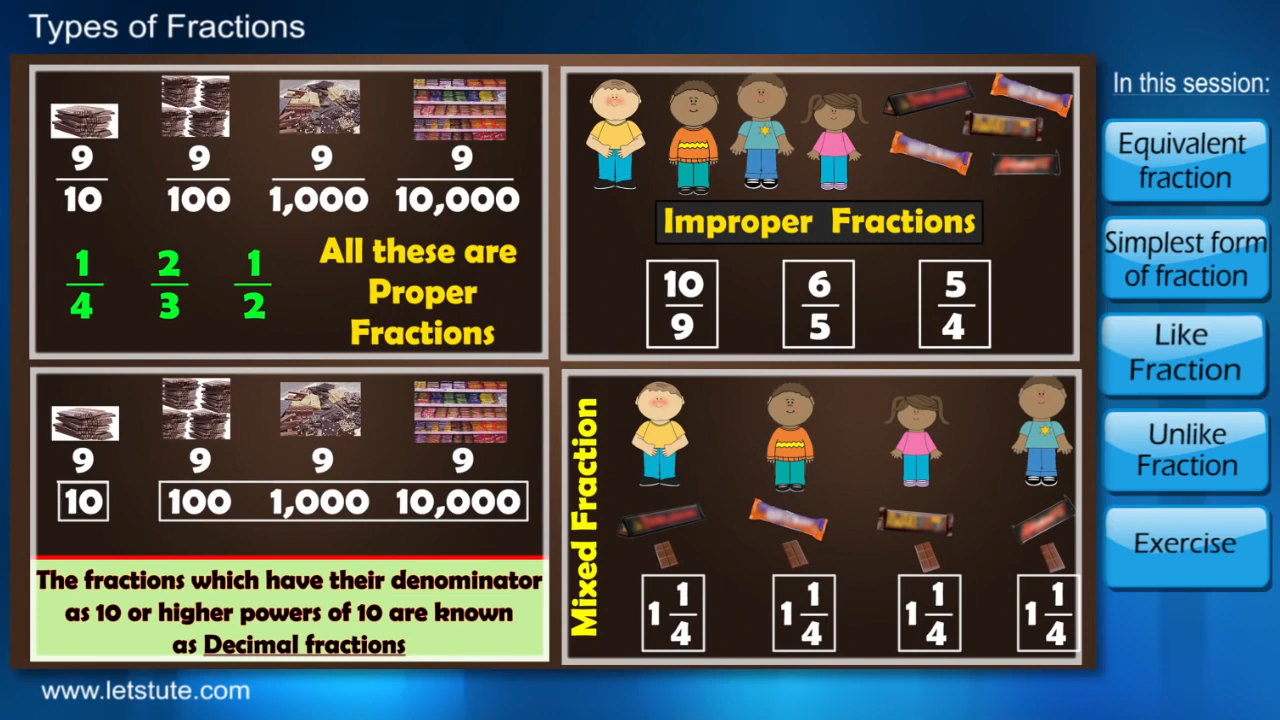 Types of Fractions
9 9 9 9
10 100 1,000 10,000
1 2 1
4 3 2
All these are
Proper
Fractions
Improper Fractions
10 6 5
9 5 4
9 9 9 9
10 100 1,000 10,000
The fractions which have their denominator
as 10 or higher powers of 10 are known
as Decimal fractions
Mixed Fraction
1 1/4 1 1/4 1 1/4 1 1/4
In this session:
Equivalent
fraction
Simplest form
of fraction
Like
Fraction
Unlike
Fraction
Exercise
www.letstute.com